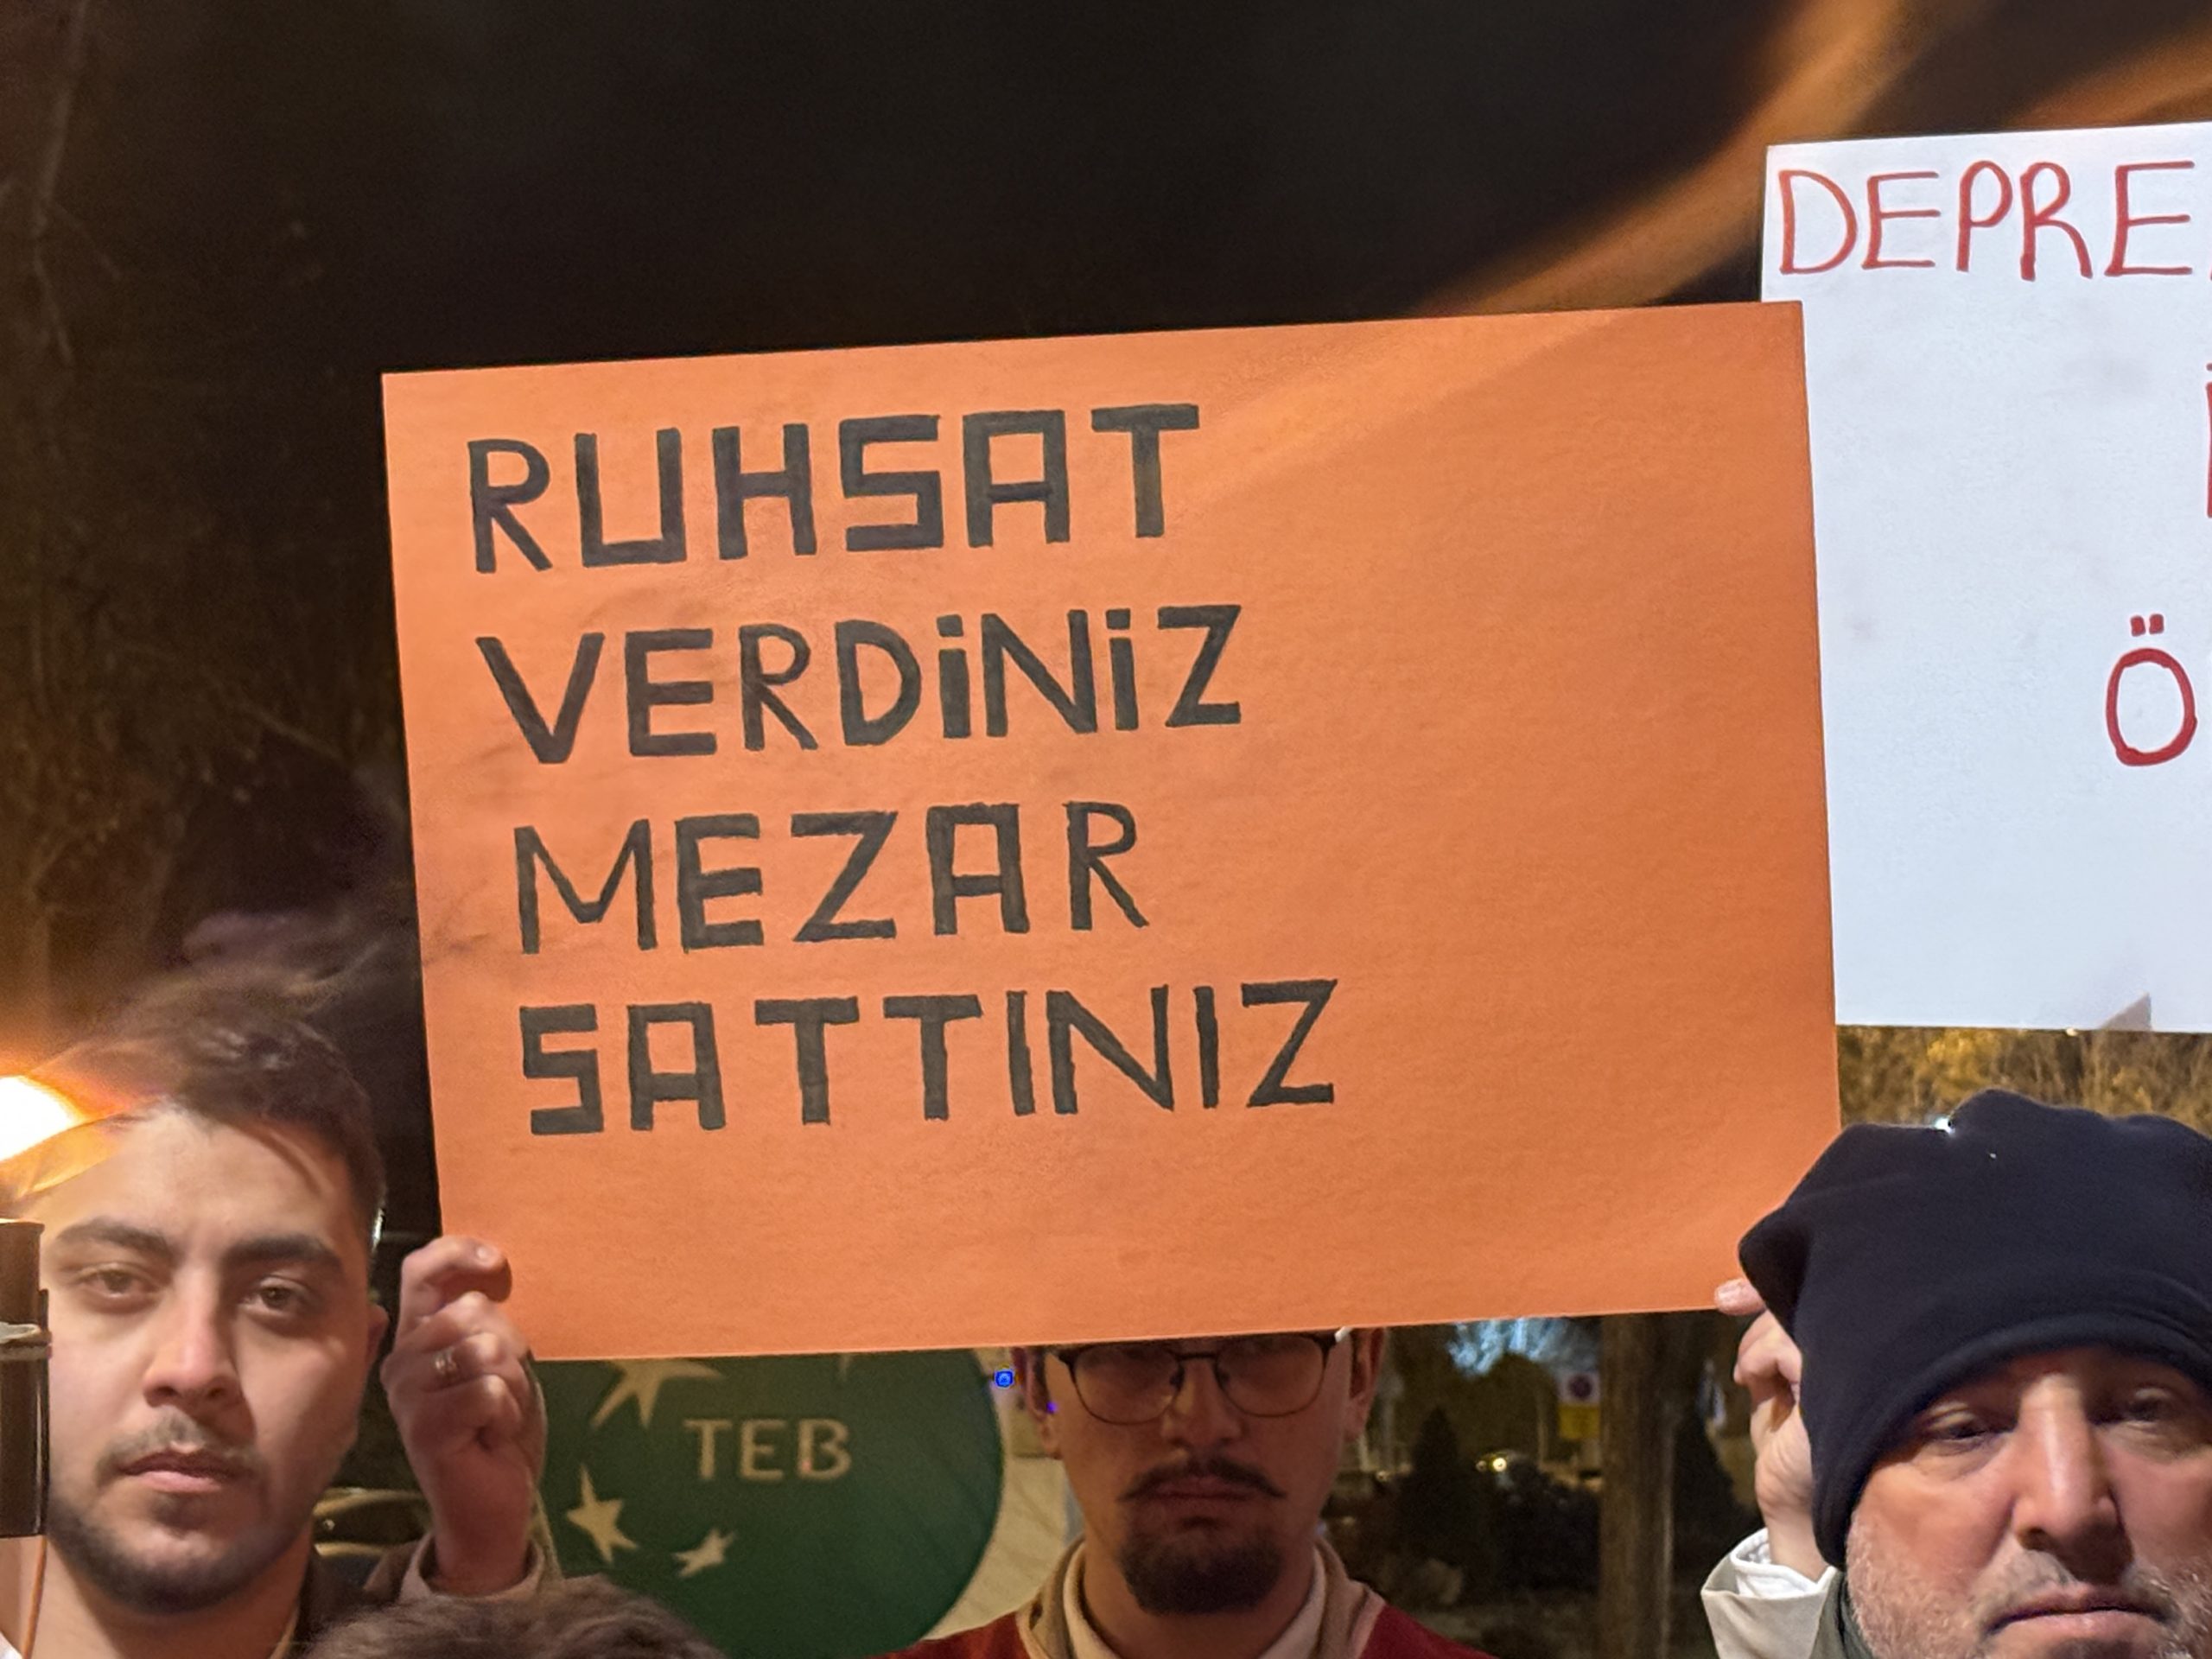 RUHSAT
VERDİNİZ
MEZAR
SATTINIZ
DEPRE
Ö
TEB